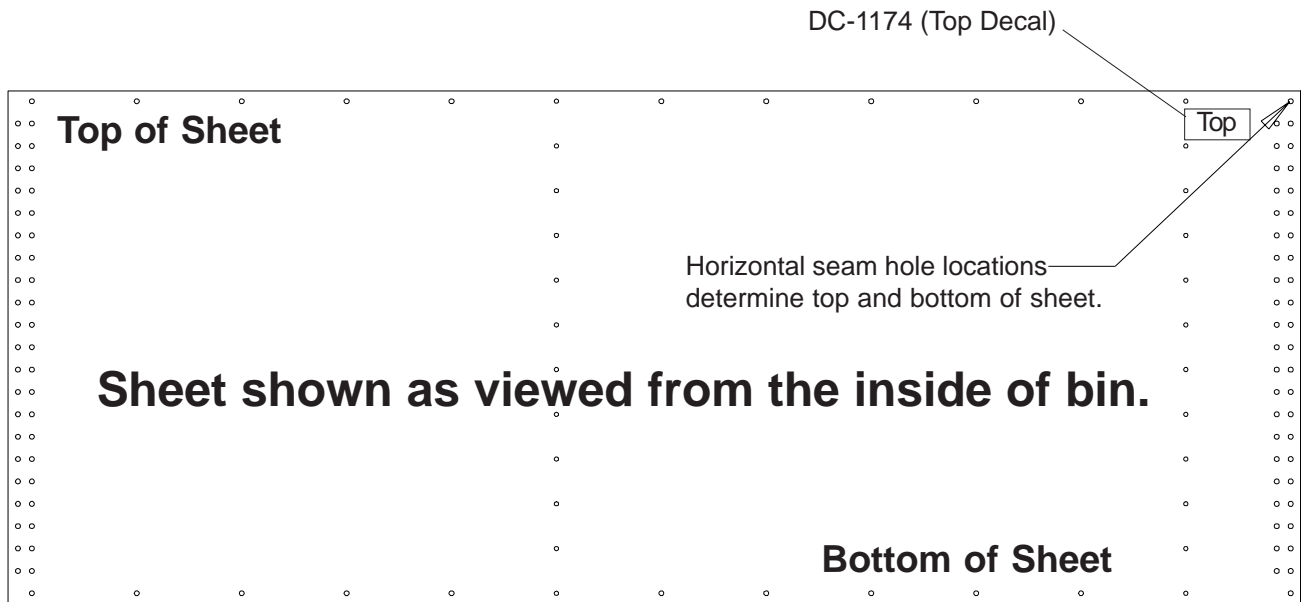 DC-1174 (Top Decal)
Top of Sheet
Top
Horizontal seam hole locations
determine top and bottom of sheet.
Sheet shown as viewed from the inside of bin.
Bottom of Sheet